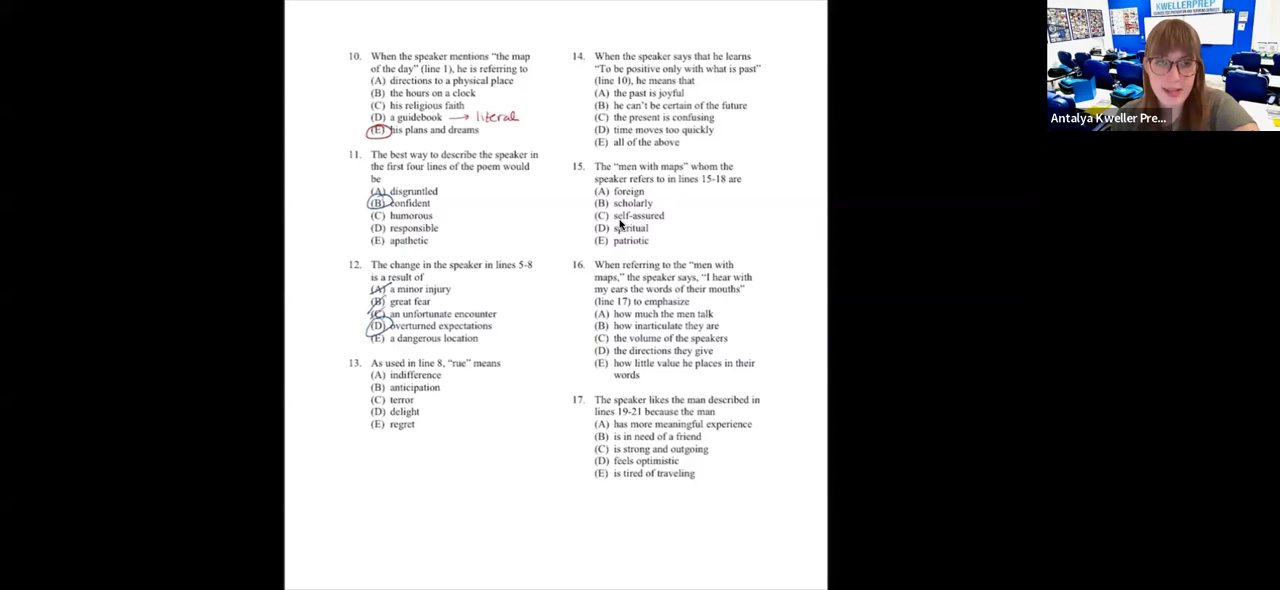 10. When the speaker mentions "the map
of the day" (line 1), he is referring to
(A) directions to a physical place
(B) the hours on a clock
(C) his religious faith
(D) a guidebook → literal
(E) his plans and dreams
11. The best way to describe the speaker in
the first four lines of the poem would
be
(A) disgruntled
(B) confident
(C) humorous
(D) responsible
(E) apathetic
12. The change in the speaker in lines 5-8
is a result of
(A) a minor injury
(B) great fear
(C) an unfortunate encounter
(D) overturned expectations
(E) a dangerous location
13. As used in line 8, "rue" means
(A) indifference
(B) anticipation
(C) terror
(D) delight
(E) regret
14. When the speaker says that he learns
"To be positive only with what is past"
(line 10), he means that
(A) the past is joyful
(B) he can't be certain of the future
(C) the present is confusing
(D) time moves too quickly
(E) all of the above
15. The "men with maps" whom the
speaker refers to in lines 15-18 are
(A) foreign
(B) scholarly
(C) self-assured
(D) spiritual
(E) patriotic
16. When referring to the "men with
maps," the speaker says, "I hear with
my ears the words of their mouths"
(line 17) to emphasize
(A) how much the men talk
(B) how inarticulate they are
(C) the volume of the speakers
(D) the directions they give
(E) how little value he places in their
words
17. The speaker likes the man described in
lines 19-21 because the man
(A) has more meaningful experience
(B) is in need of a friend
(C) is strong and outgoing
(D) feels optimistic
(E) is tired of traveling
KWELLERPREP
Antalya Kweller Pre...